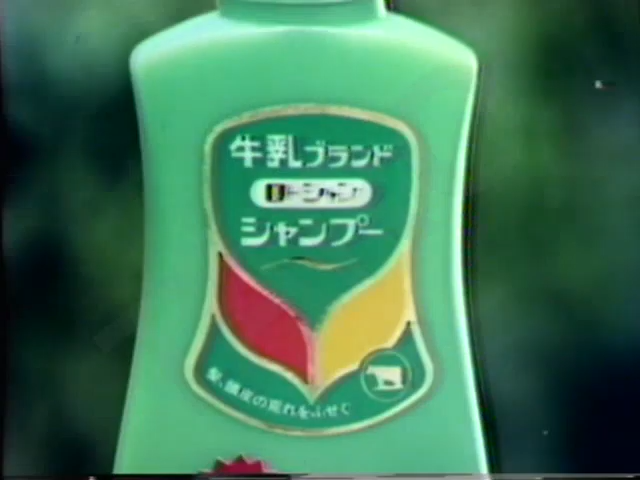 牛乳ブランド
ローション
シャンプー
髪、頭皮の荒れをふせぐ